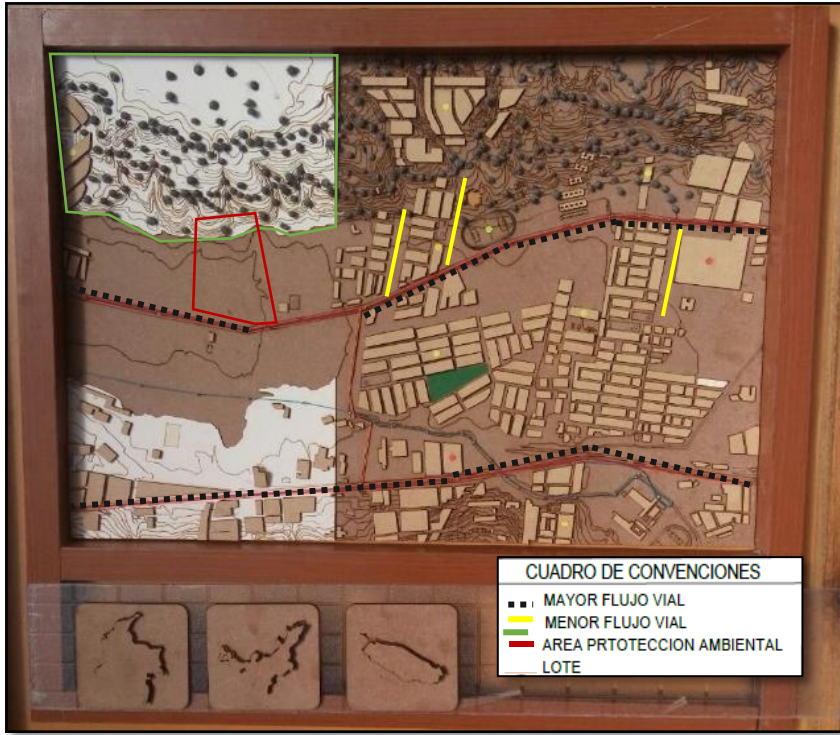 CUADRO DE CONVENCIONES
MAYOR FLUJO VIAL
MENOR FLUJO VIAL
AREA PRTOTECCION AMBIENTAL
LOTE